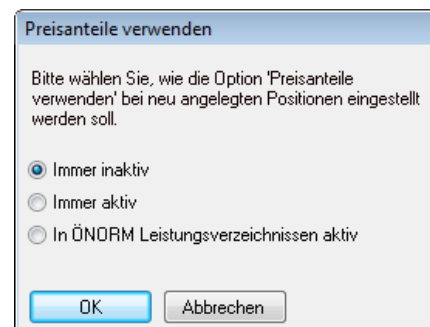 Preisanteile verwenden
Bitte wählen Sie, wie die Option 'Preisanteile
verwenden' bei neu angelegten Positionen eingestellt
werden soll.
Immer inaktiv
Immer aktiv
In ÖNORM Leistungsverzeichnissen aktiv
OK Abbrechen